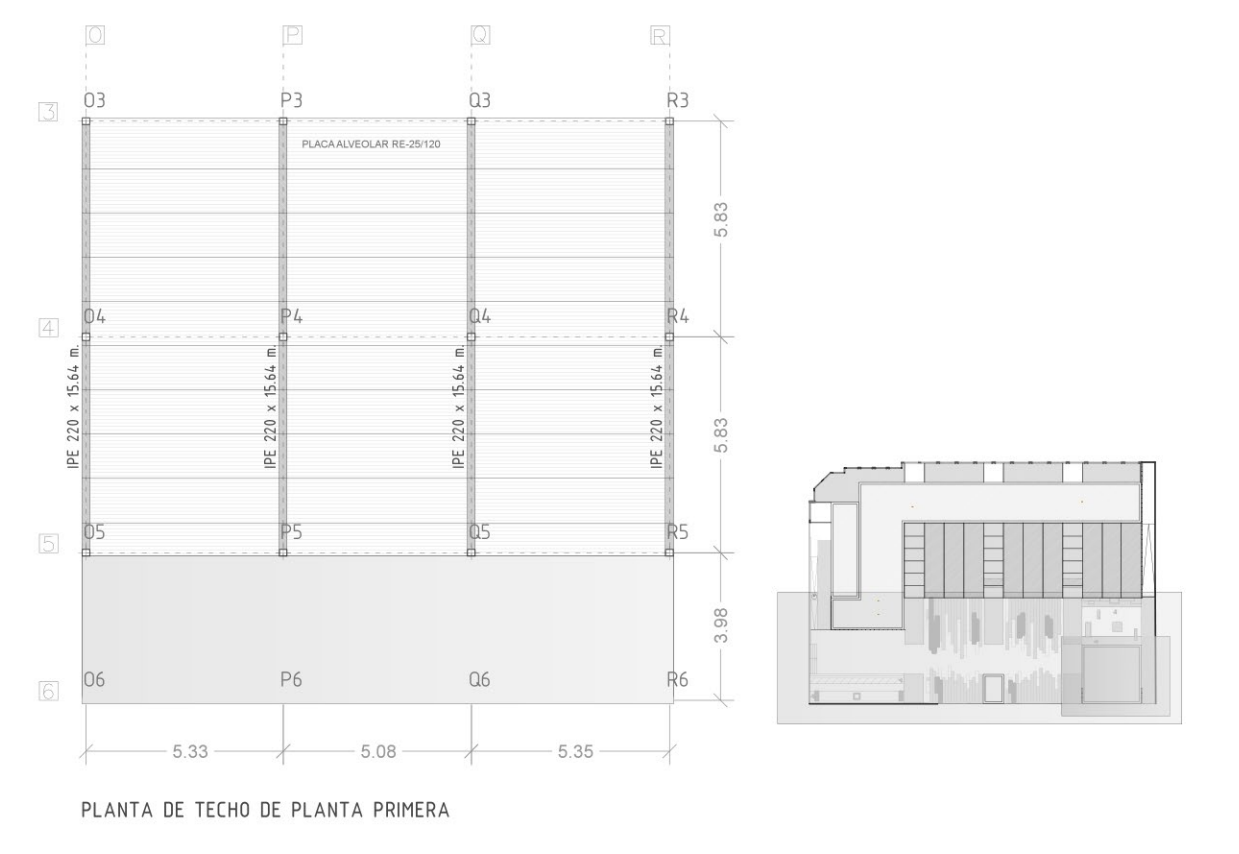 O P Q R
3 O3 P3 Q3 R3
PLACA ALVEOLAR RE-25/120
5.83
4 O4 P4 Q4 R4
IPE 220 x 15.64 m. IPE 220 x 15.64 m. IPE 220 x 15.64 m. IPE 220 x 15.64 m.
5.83
5 O5 P5 Q5 R5
3.98
6 O6 P6 Q6 R6
5.33 5.08 5.35
PLANTA DE TECHO DE PLANTA PRIMERA